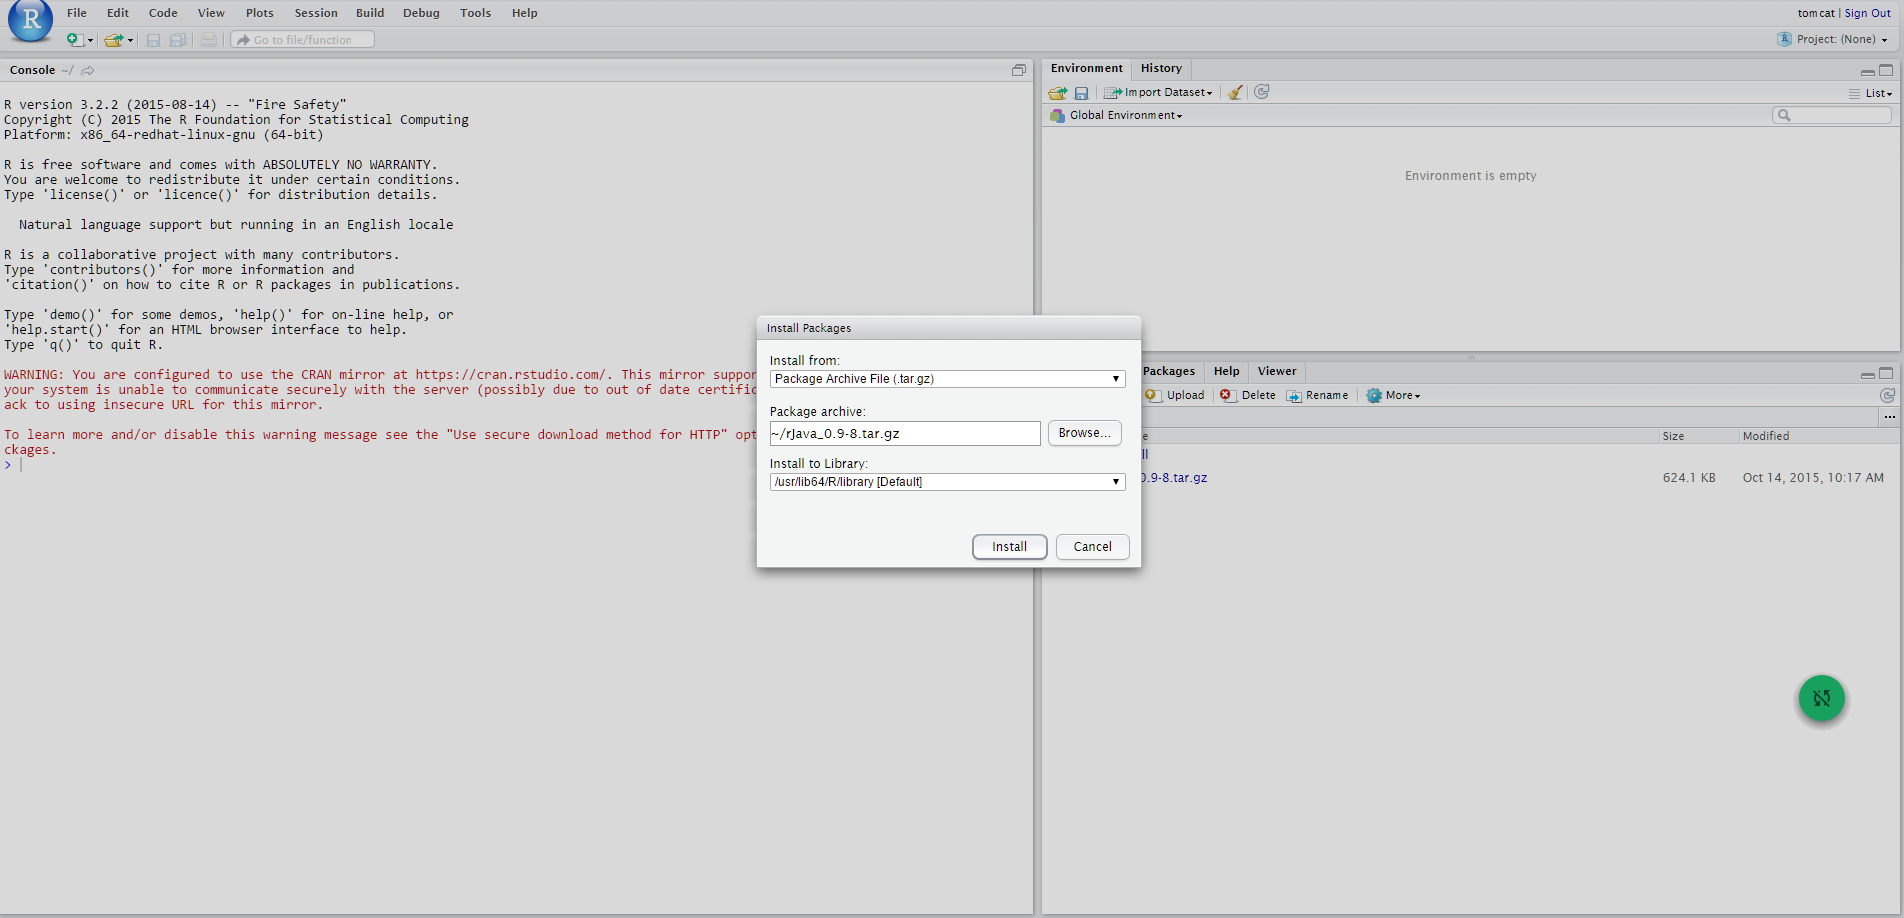 R
File Edit Code View Plots Session Build Debug Tools Help
tomcat | Sign Out
Go to file/function
Project: (None)
Console ~/
R version 3.2.2 (2015-08-14) -- "Fire Safety"
Copyright (C) 2015 The R Foundation for Statistical Computing
Platform: x86_64-redhat-linux-gnu (64-bit)
R is free software and comes with ABSOLUTELY NO WARRANTY.
You are welcome to redistribute it under certain conditions.
Type 'license()' or 'licence()' for distribution details.
Natural language support but running in an English locale
R is a collaborative project with many contributors.
Type 'contributors()' for more information and
'citation()' on how to cite R or R packages in publications.
Type 'demo()' for some demos, 'help()' for on-line help, or
'help.start()' for an HTML browser interface to help.
Type 'q()' to quit R.
WARNING: You are configured to use the CRAN mirror at https://cran.rstudio.com/. This mirror suppor
your system is unable to communicate securely with the server (possibly due to out of date certific
ack to using insecure URL for this mirror.
To learn more and/or disable this warning message see the "Use secure download method for HTTP" opt
ckages.
>
Install Packages
Install from:
Package Archive File (.tar.gz)
Package archive:
~/rJava_0.9-8.tar.gz
Browse...
Install to Library:
/usr/lib64/R/library [Default]
Install Cancel
Environment History
Import Dataset
List
Global Environment
Environment is empty
Packages Help Viewer
Upload Delete Rename More
e Size Modified
ll
0.9-8.tar.gz 624.1 KB Oct 14, 2015, 10:17 AM